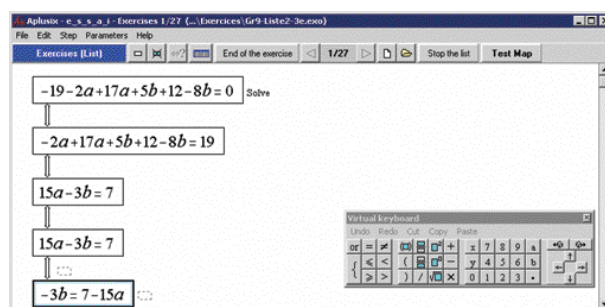 Aplusix - e_s_s_a_i - Exercises 1/27 (...\Exercices\Gr9-Liste2-3e.exo)
File Edit Step Parameters Help
Exercises (List) End of the exercise 1/27 Stop the list Test Map
-19-2a+17a+5b+12-8b=0 Solve
-2a+17a+5b+12-8b=19
15a-3b=7
15a-3b=7
-3b=7-15a
Virtual keyboard
Undo Redo Cut Copy Paste
or = ≠ + x 7 8 9 a
{ ≤ < ( - y 4 5 6 b
≥ > ) / √ × 0 1 2 3 .